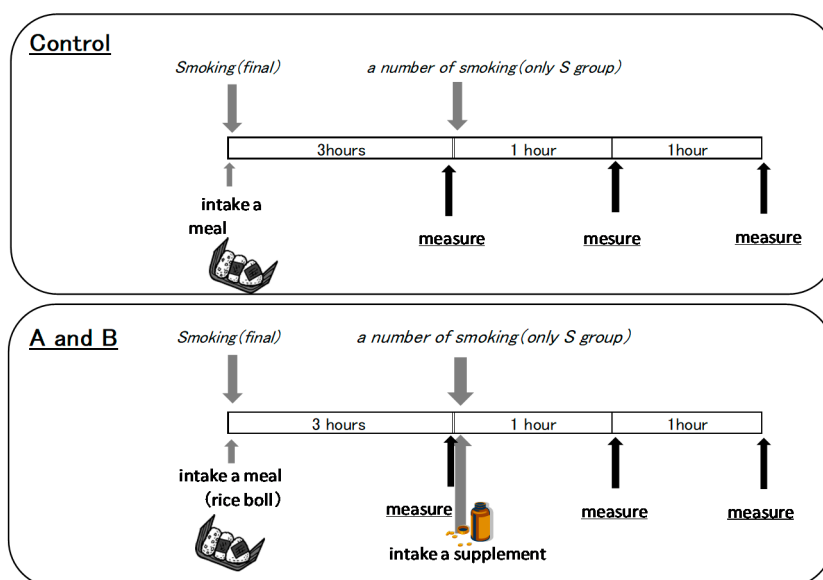 Control
Smoking(final)
a number of smoking(only S group)
3hours
1 hour
1hour
intake a
meal
measure
mesure
measure
A and B
Smoking(final)
a number of smoking(only S group)
3 hours
1 hour
1hour
intake a meal
(rice boll)
measure
measure
measure
intake a supplement